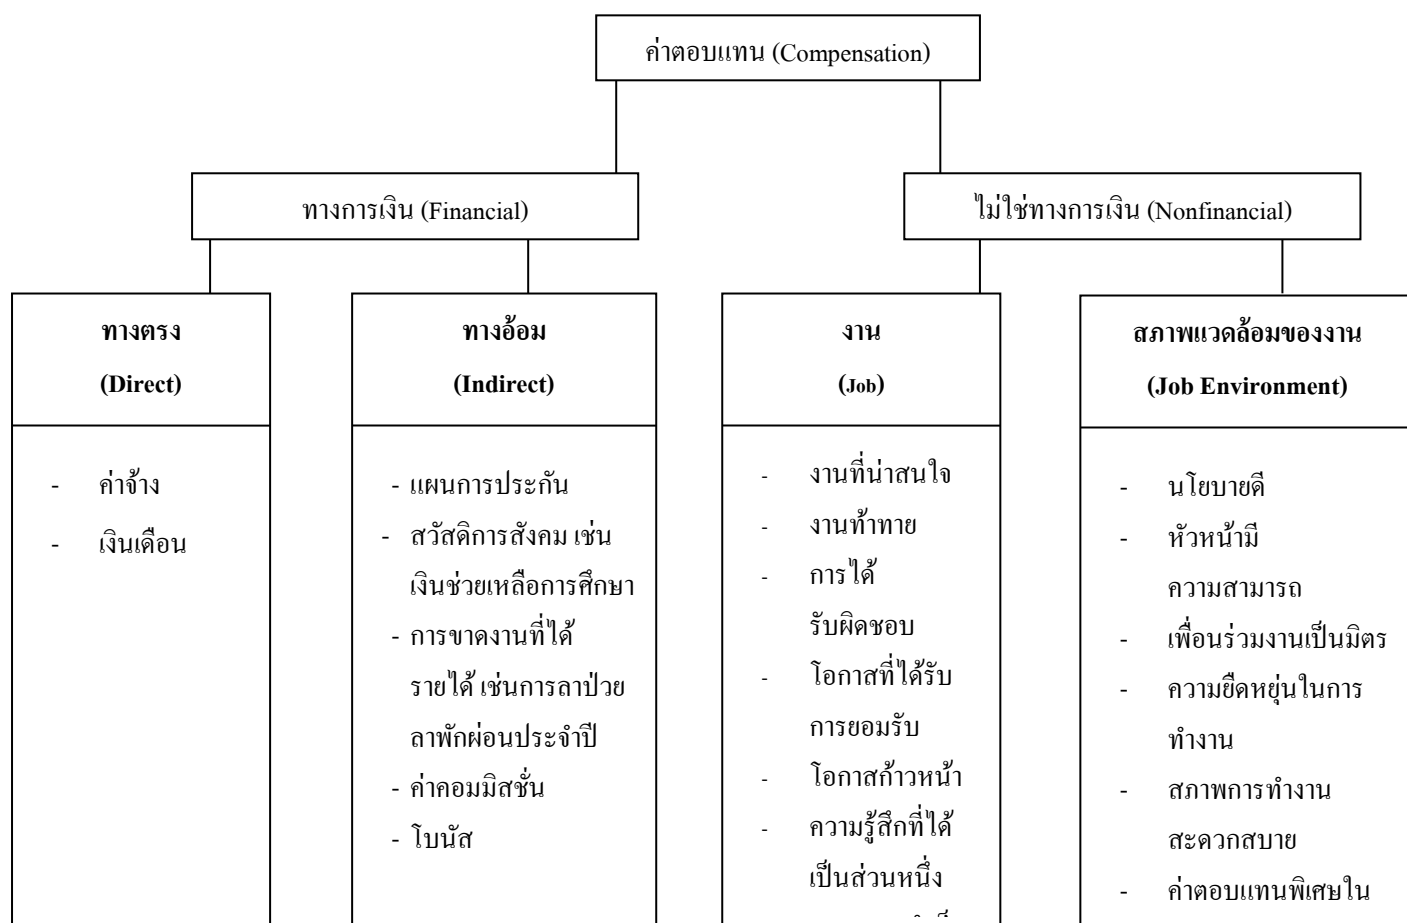 ค่าตอบแทน (Compensation)
ทางการเงิน (Financial)
ไม่ใช่ทางการเงิน (Nonfinancial)
ทางตรง
(Direct)
- ค่าจ้าง
- เงินเดือน
ทางอ้อม
(Indirect)
- แผนการประกัน
- สวัสดิการสังคม เช่น
เงินช่วยเหลือการศึกษา
- การขาดงานที่ได้
รายได้ เช่นการลาป่วย
ลาพักผ่อนประจำปี
- ค่าคอมมิสชั่น
- โบนัส
งาน
(Job)
- งานที่น่าสนใจ
- งานท้าทาย
- การได้
รับผิดชอบ
- โอกาสที่ได้รับ
การยอมรับ
- โอกาสก้าวหน้า
- ความรู้สึกที่ได้
เป็นส่วนหนึ่ง
สภาพแวดล้อมของงาน
(Job Environment)
- นโยบายดี
- หัวหน้ามี
ความสามารถ
- เพื่อนร่วมงานเป็นมิตร
- ความยืดหยุ่นในการ
ทำงาน
- สภาพการทำงาน
สะดวกสบาย
- ค่าตอบแทนพิเศษใน